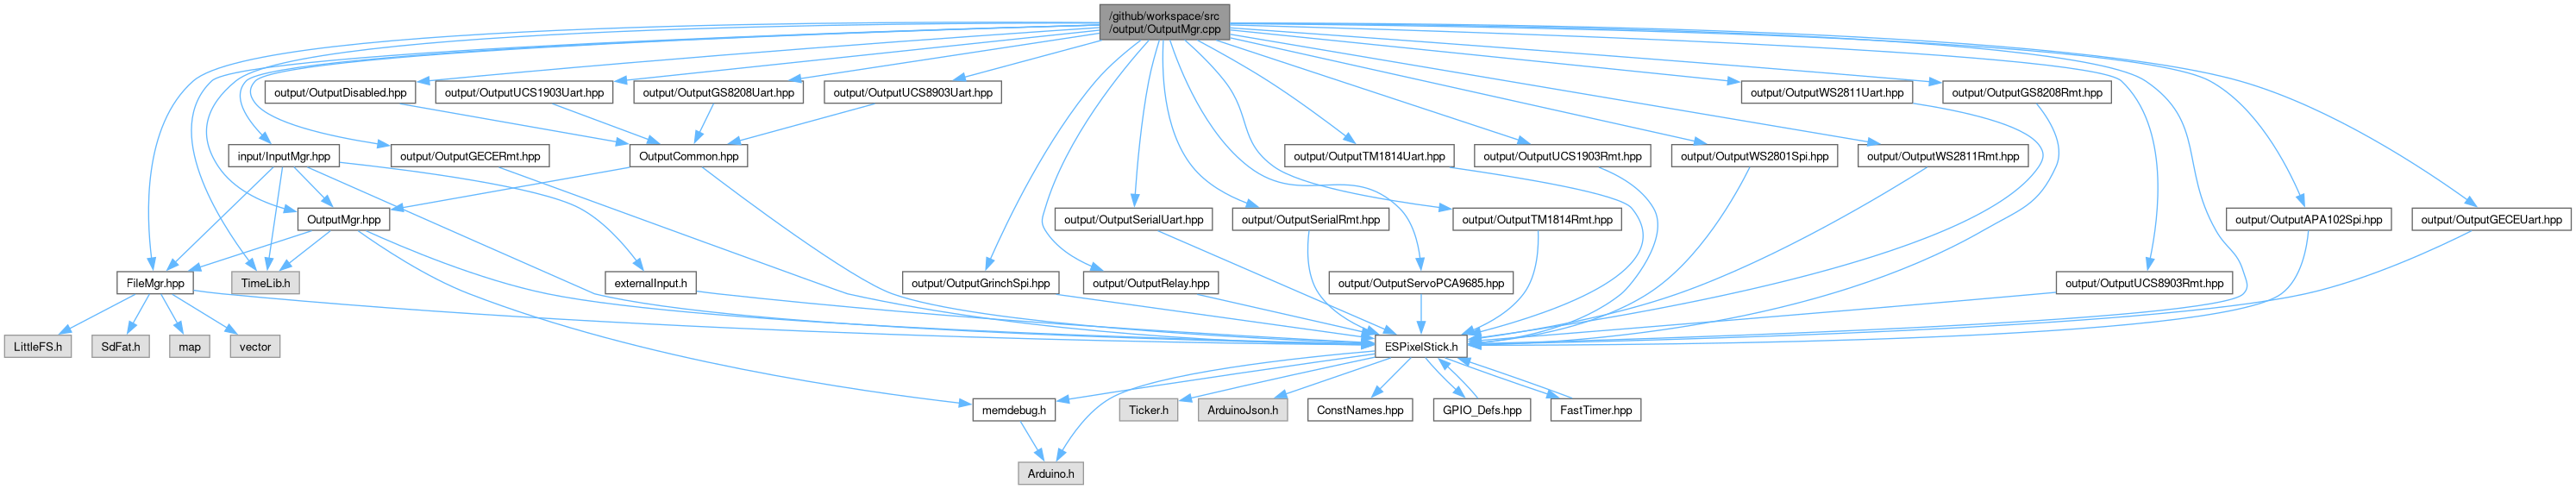 /github/workspace/src
/output/OutputMgr.cpp
output/OutputDisabled.hpp
output/OutputUCS1903Uart.hpp
output/OutputGS8208Uart.hpp
output/OutputUCS8903Uart.hpp
output/OutputWS2811Uart.hpp
output/OutputGS8208Rmt.hpp
input/InputMgr.hpp
output/OutputGECERmt.hpp
OutputCommon.hpp
output/OutputTM1814Uart.hpp
output/OutputUCS1903Rmt.hpp
output/OutputWS2801Spi.hpp
output/OutputWS2811Rmt.hpp
OutputMgr.hpp
output/OutputSerialUart.hpp
output/OutputSerialRmt.hpp
output/OutputTM1814Rmt.hpp
output/OutputAPA102Spi.hpp
output/OutputGECEUart.hpp
FileMgr.hpp
TimeLib.h
externalInput.h
output/OutputGrinchSpi.hpp
output/OutputRelay.hpp
output/OutputServoPCA9685.hpp
output/OutputUCS8903Rmt.hpp
LittleFS.h
SdFat.h
map
vector
ESPixelStick.h
memdebug.h
Ticker.h
ArduinoJson.h
ConstNames.hpp
GPIO_Defs.hpp
FastTimer.hpp
Arduino.h